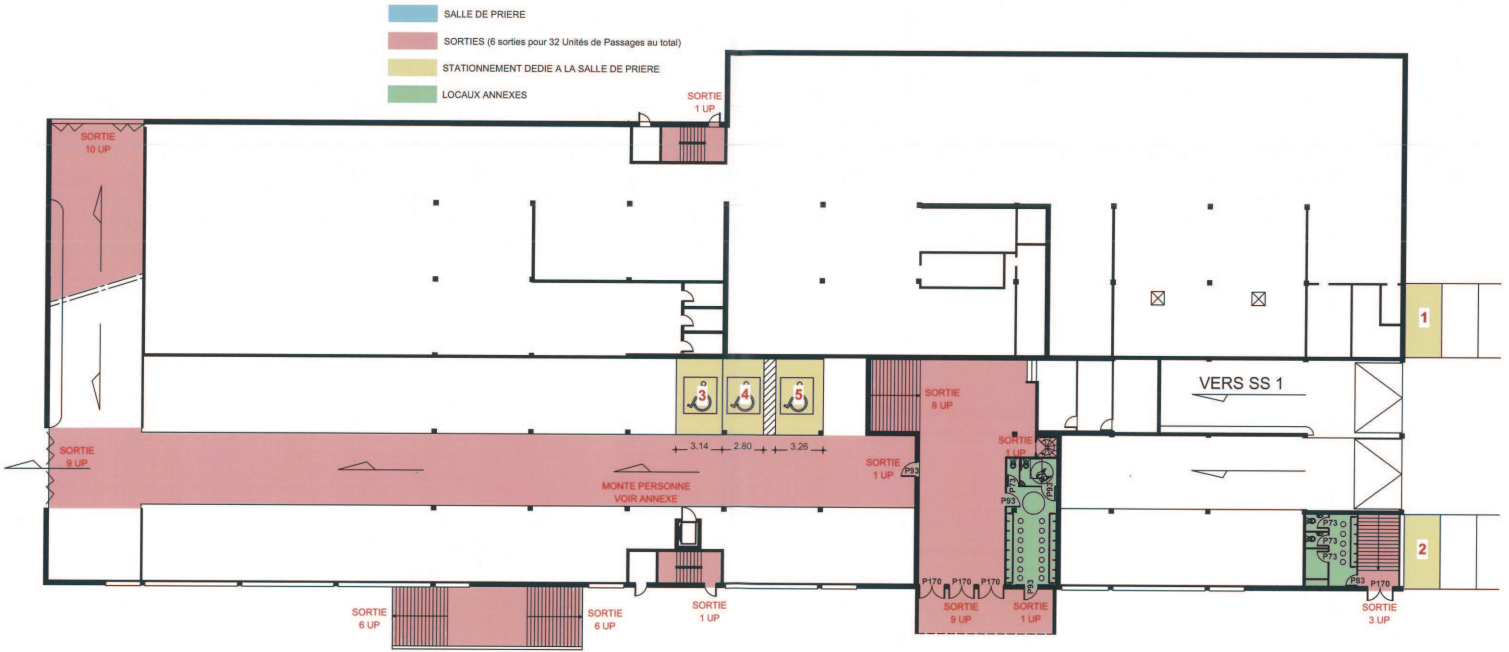 SALLE DE PRIERE
SORTIES (6 sorties pour 32 Unités de Passages au total)
STATIONNEMENT DEDIE A LA SALLE DE PRIERE
LOCAUX ANNEXES
SORTIE
1 UP
SORTIE
10 UP
1
3
4
5
VERS SS 1
SORTIE
8 UP
3.14
2.80
3.26
SORTIE
1 UP
SORTIE
9 UP
SORTIE
1 UP
P93
MONTE PERSONNE
VOIR ANNEXE
P73
P93
P93
2
P73
P73
P73
P83
P170
P170
P170
P170
P93
SORTIE
6 UP
SORTIE
6 UP
SORTIE
1 UP
SORTIE
9 UP
SORTIE
1 UP
SORTIE
3 UP